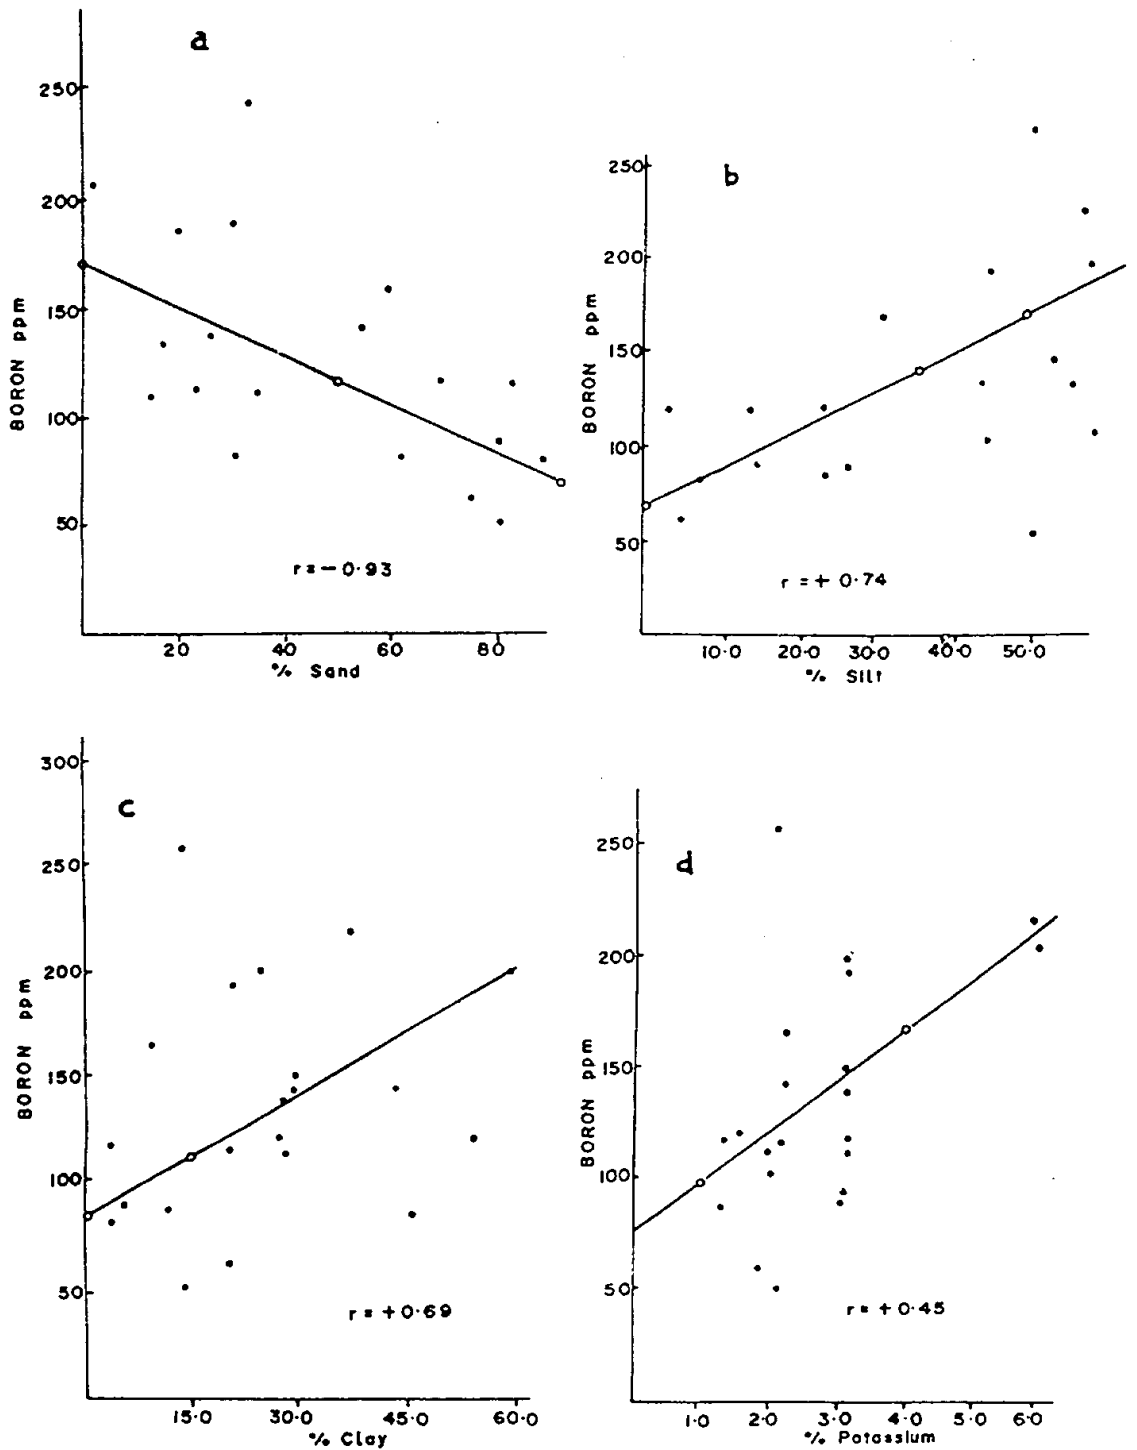 a
250
200
150
100
50
BORON ppm
r = - 0·93
20 40 60 80
% Sand
b
250
200
150
100
50
BORON ppm
r = + 0·74
10·0 20·0 30·0 40·0 50·0
% Silt
c
300
250
200
150
100
50
BORON ppm
r = +0·69
15·0 30·0 45·0 60·0
% Clay
d
250
200
150
100
50
BORON ppm
r = +0·45
1·0 2·0 3·0 4·0 5·0 6·0
% Potassium